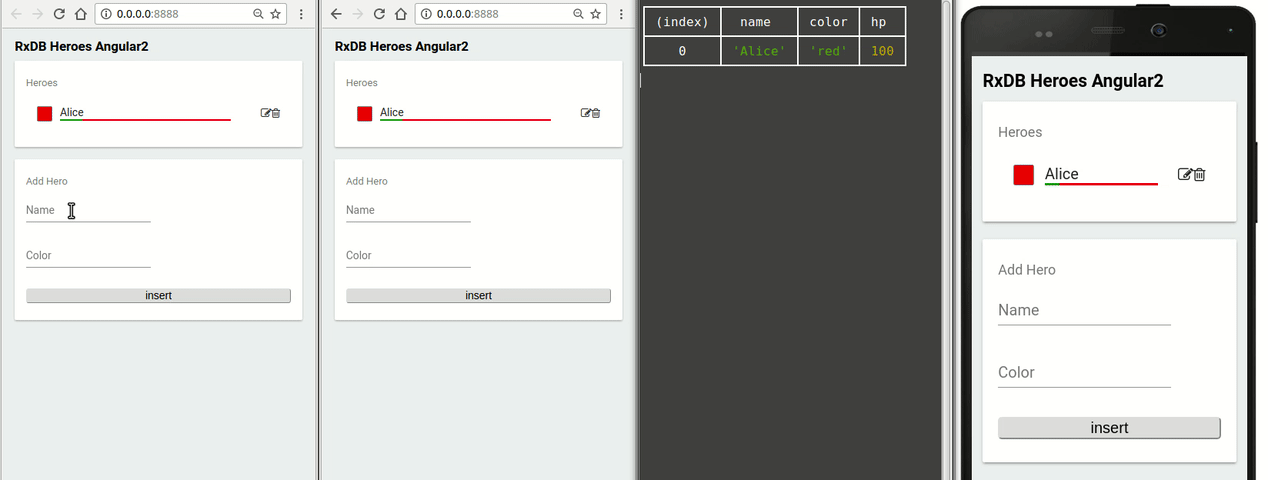 0.0.0.0:8888
RxDB Heroes Angular2
Heroes
Alice
Add Hero
Name
Color
insert
0.0.0.0:8888
RxDB Heroes Angular2
Heroes
Alice
Add Hero
Name
Color
insert
(index) name color hp
0 'Alice' 'red' 100
RxDB Heroes Angular2
Heroes
Alice
Add Hero
Name
Color
insert